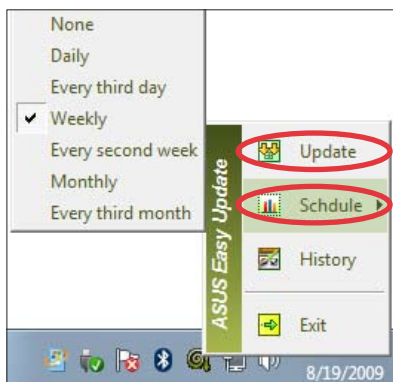 None
Daily
Every third day
Weekly
Every second week
Monthly
Every third month
ASUS Easy Update
Update
Schdule
History
Exit
8/19/2009